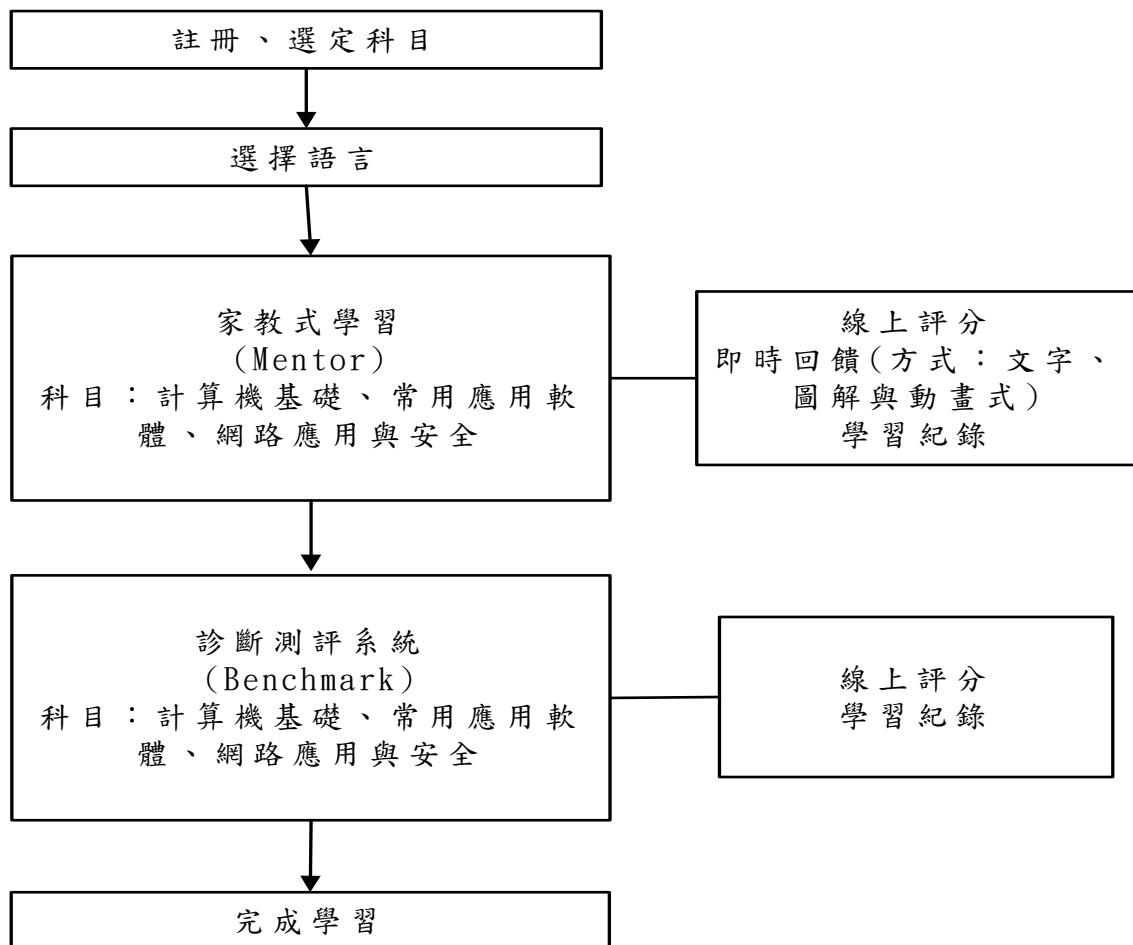 註冊、選定科目
選擇語言
家教式學習
(Mentor)
科目：計算機基礎、常用應用軟
體、網路應用與安全
線上評分
即時回饋(方式：文字、
圖解與動畫式)
學習紀錄
診斷測評系統
(Benchmark)
科目：計算機基礎、常用應用軟
體、網路應用與安全
線上評分
學習紀錄
完成學習